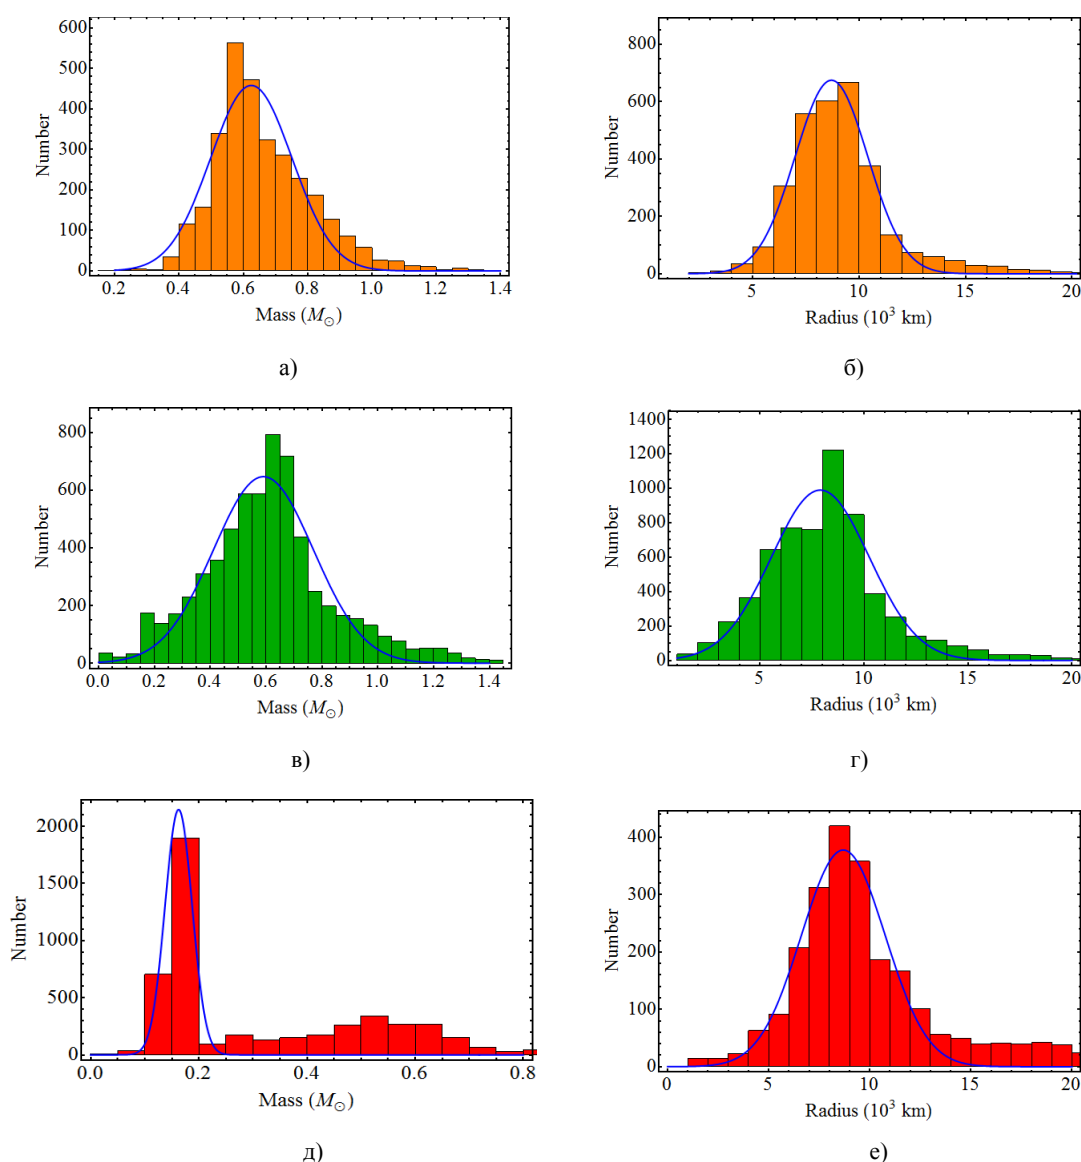 600
500
400
300
200
100
0
Number
0.2 0.4 0.6 0.8 1.0 1.2 1.4
Mass (M☉)
а)
800
600
400
200
0
Number
5 10 15 20
Radius (10³ km)
б)
800
600
400
200
0
Number
0.0 0.2 0.4 0.6 0.8 1.0 1.2 1.4
Mass (M☉)
в)
1400
1200
1000
800
600
400
200
0
Number
5 10 15 20
Radius (10³ km)
г)
2000
1500
1000
500
0
Number
0.0 0.2 0.4 0.6 0.8
Mass (M☉)
д)
400
300
200
100
0
Number
0 5 10 15 20
Radius (10³ km)
е)